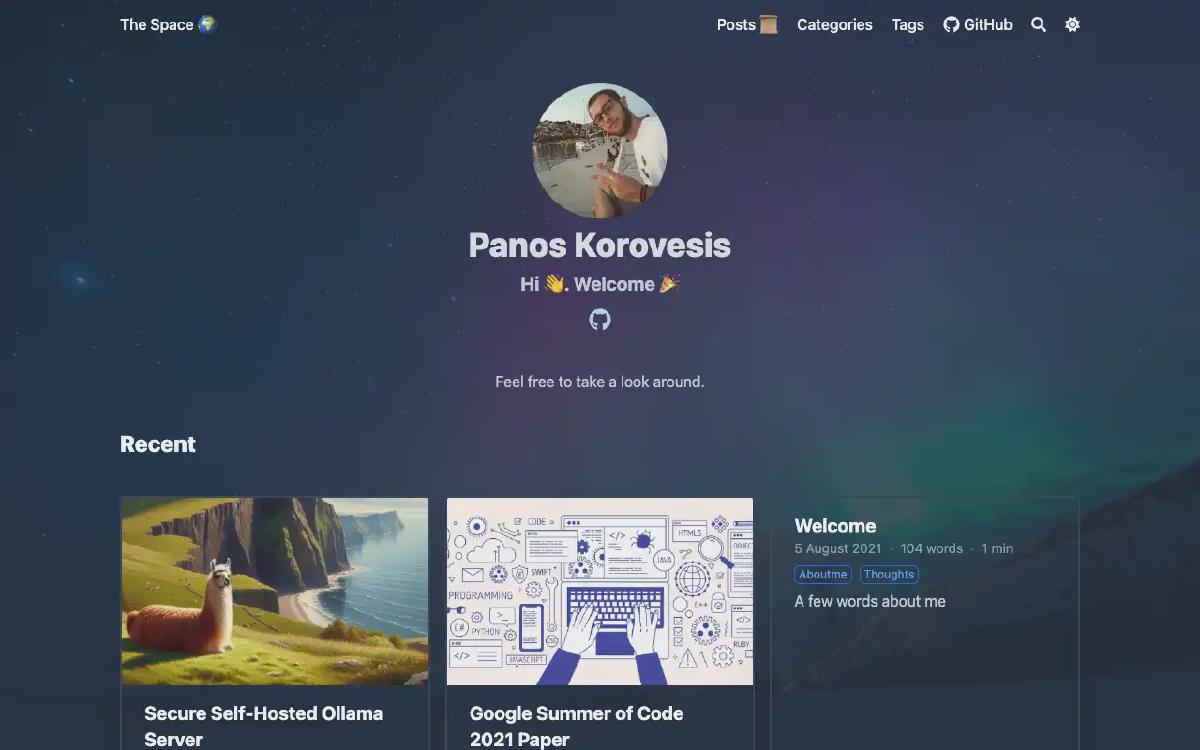 The Space 🌍
Posts 📜 Categories Tags GitHub
Panos Korovesis
Hi 👋. Welcome 🎉
Feel free to take a look around.
Recent
CODE
</>
HTML5
OBJECT
JAVA
SWIFT
PROGRAMMING
C++
C#
PYTHON
>_
CSS
</>
RUBY
</>
JAVASCRIPT
Secure Self-Hosted Ollama
Server
Google Summer of Code
2021 Paper
Welcome
5 August 2021 · 104 words · 1 min
Aboutme Thoughts
A few words about me